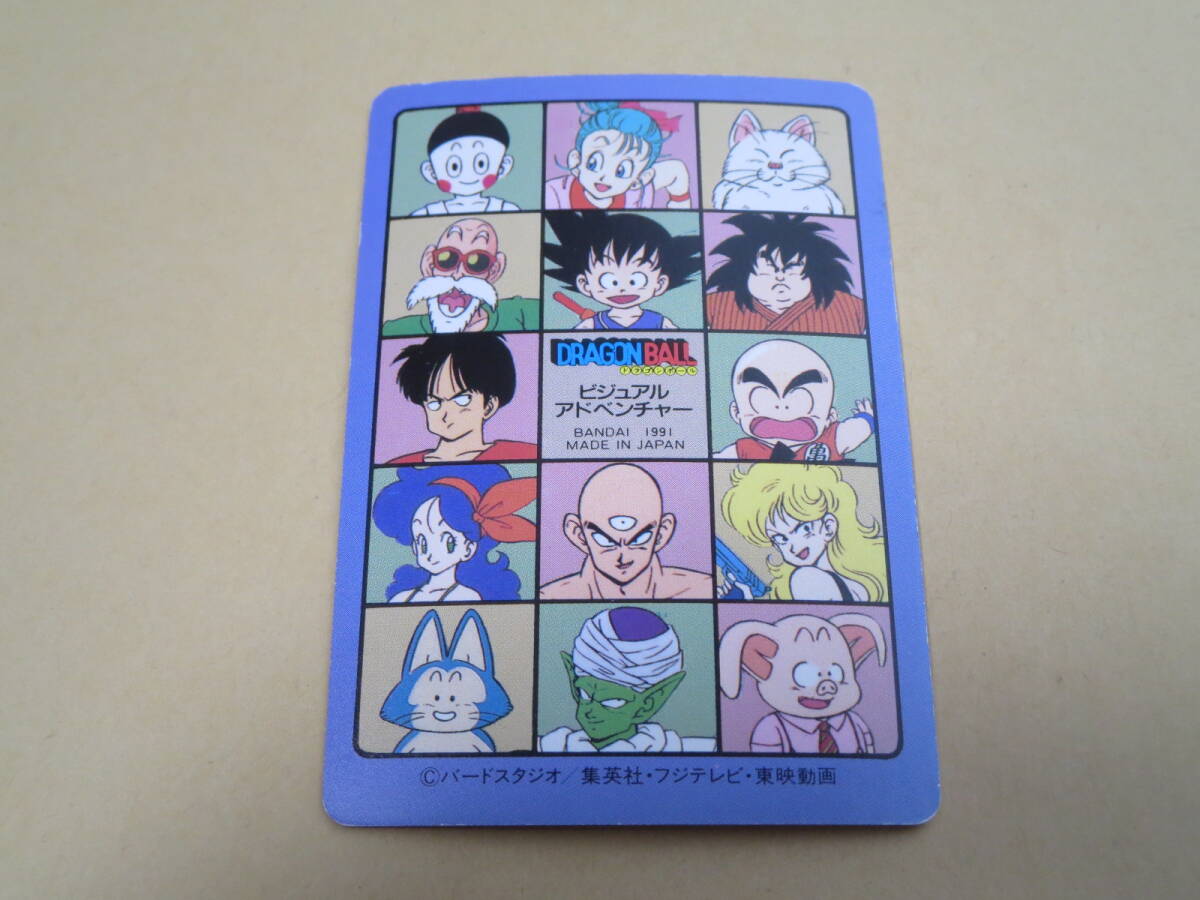 DRAGON BALL
ドラゴンボール
ビジュアル
アドベンチャー
BANDAI 1991
MADE IN JAPAN
亀
©バードスタジオ/集英社・フジテレビ・東映動画